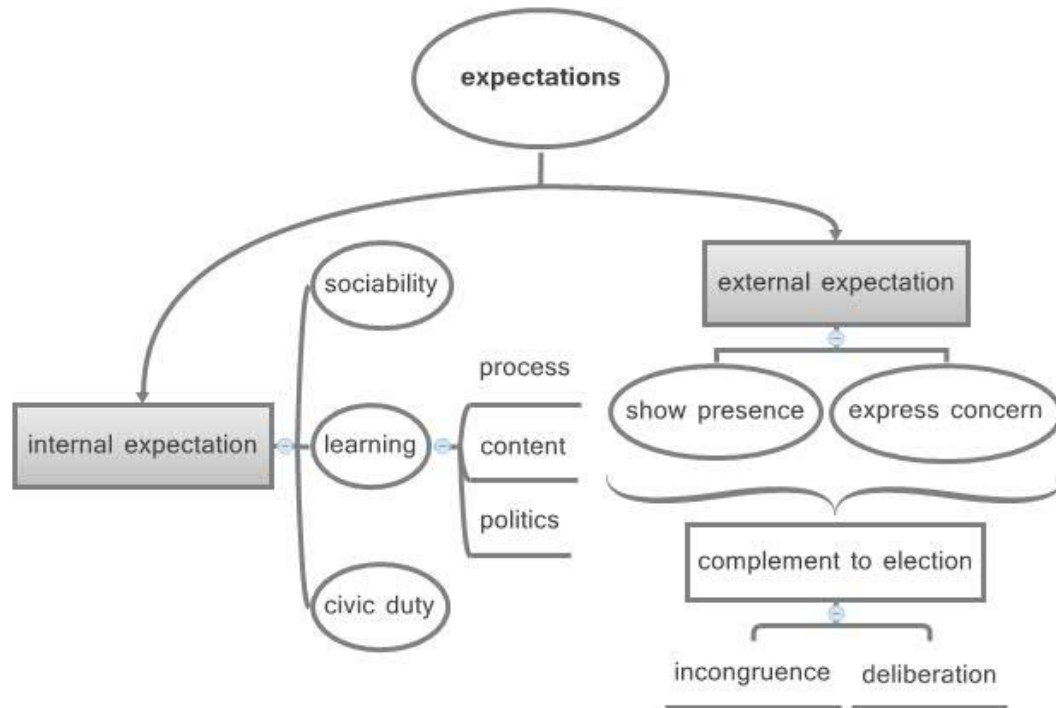 expectations
sociability
external expectation
process
show presence
express concern
internal expectation
learning
content
politics
complement to election
civic duty
incongruence
deliberation